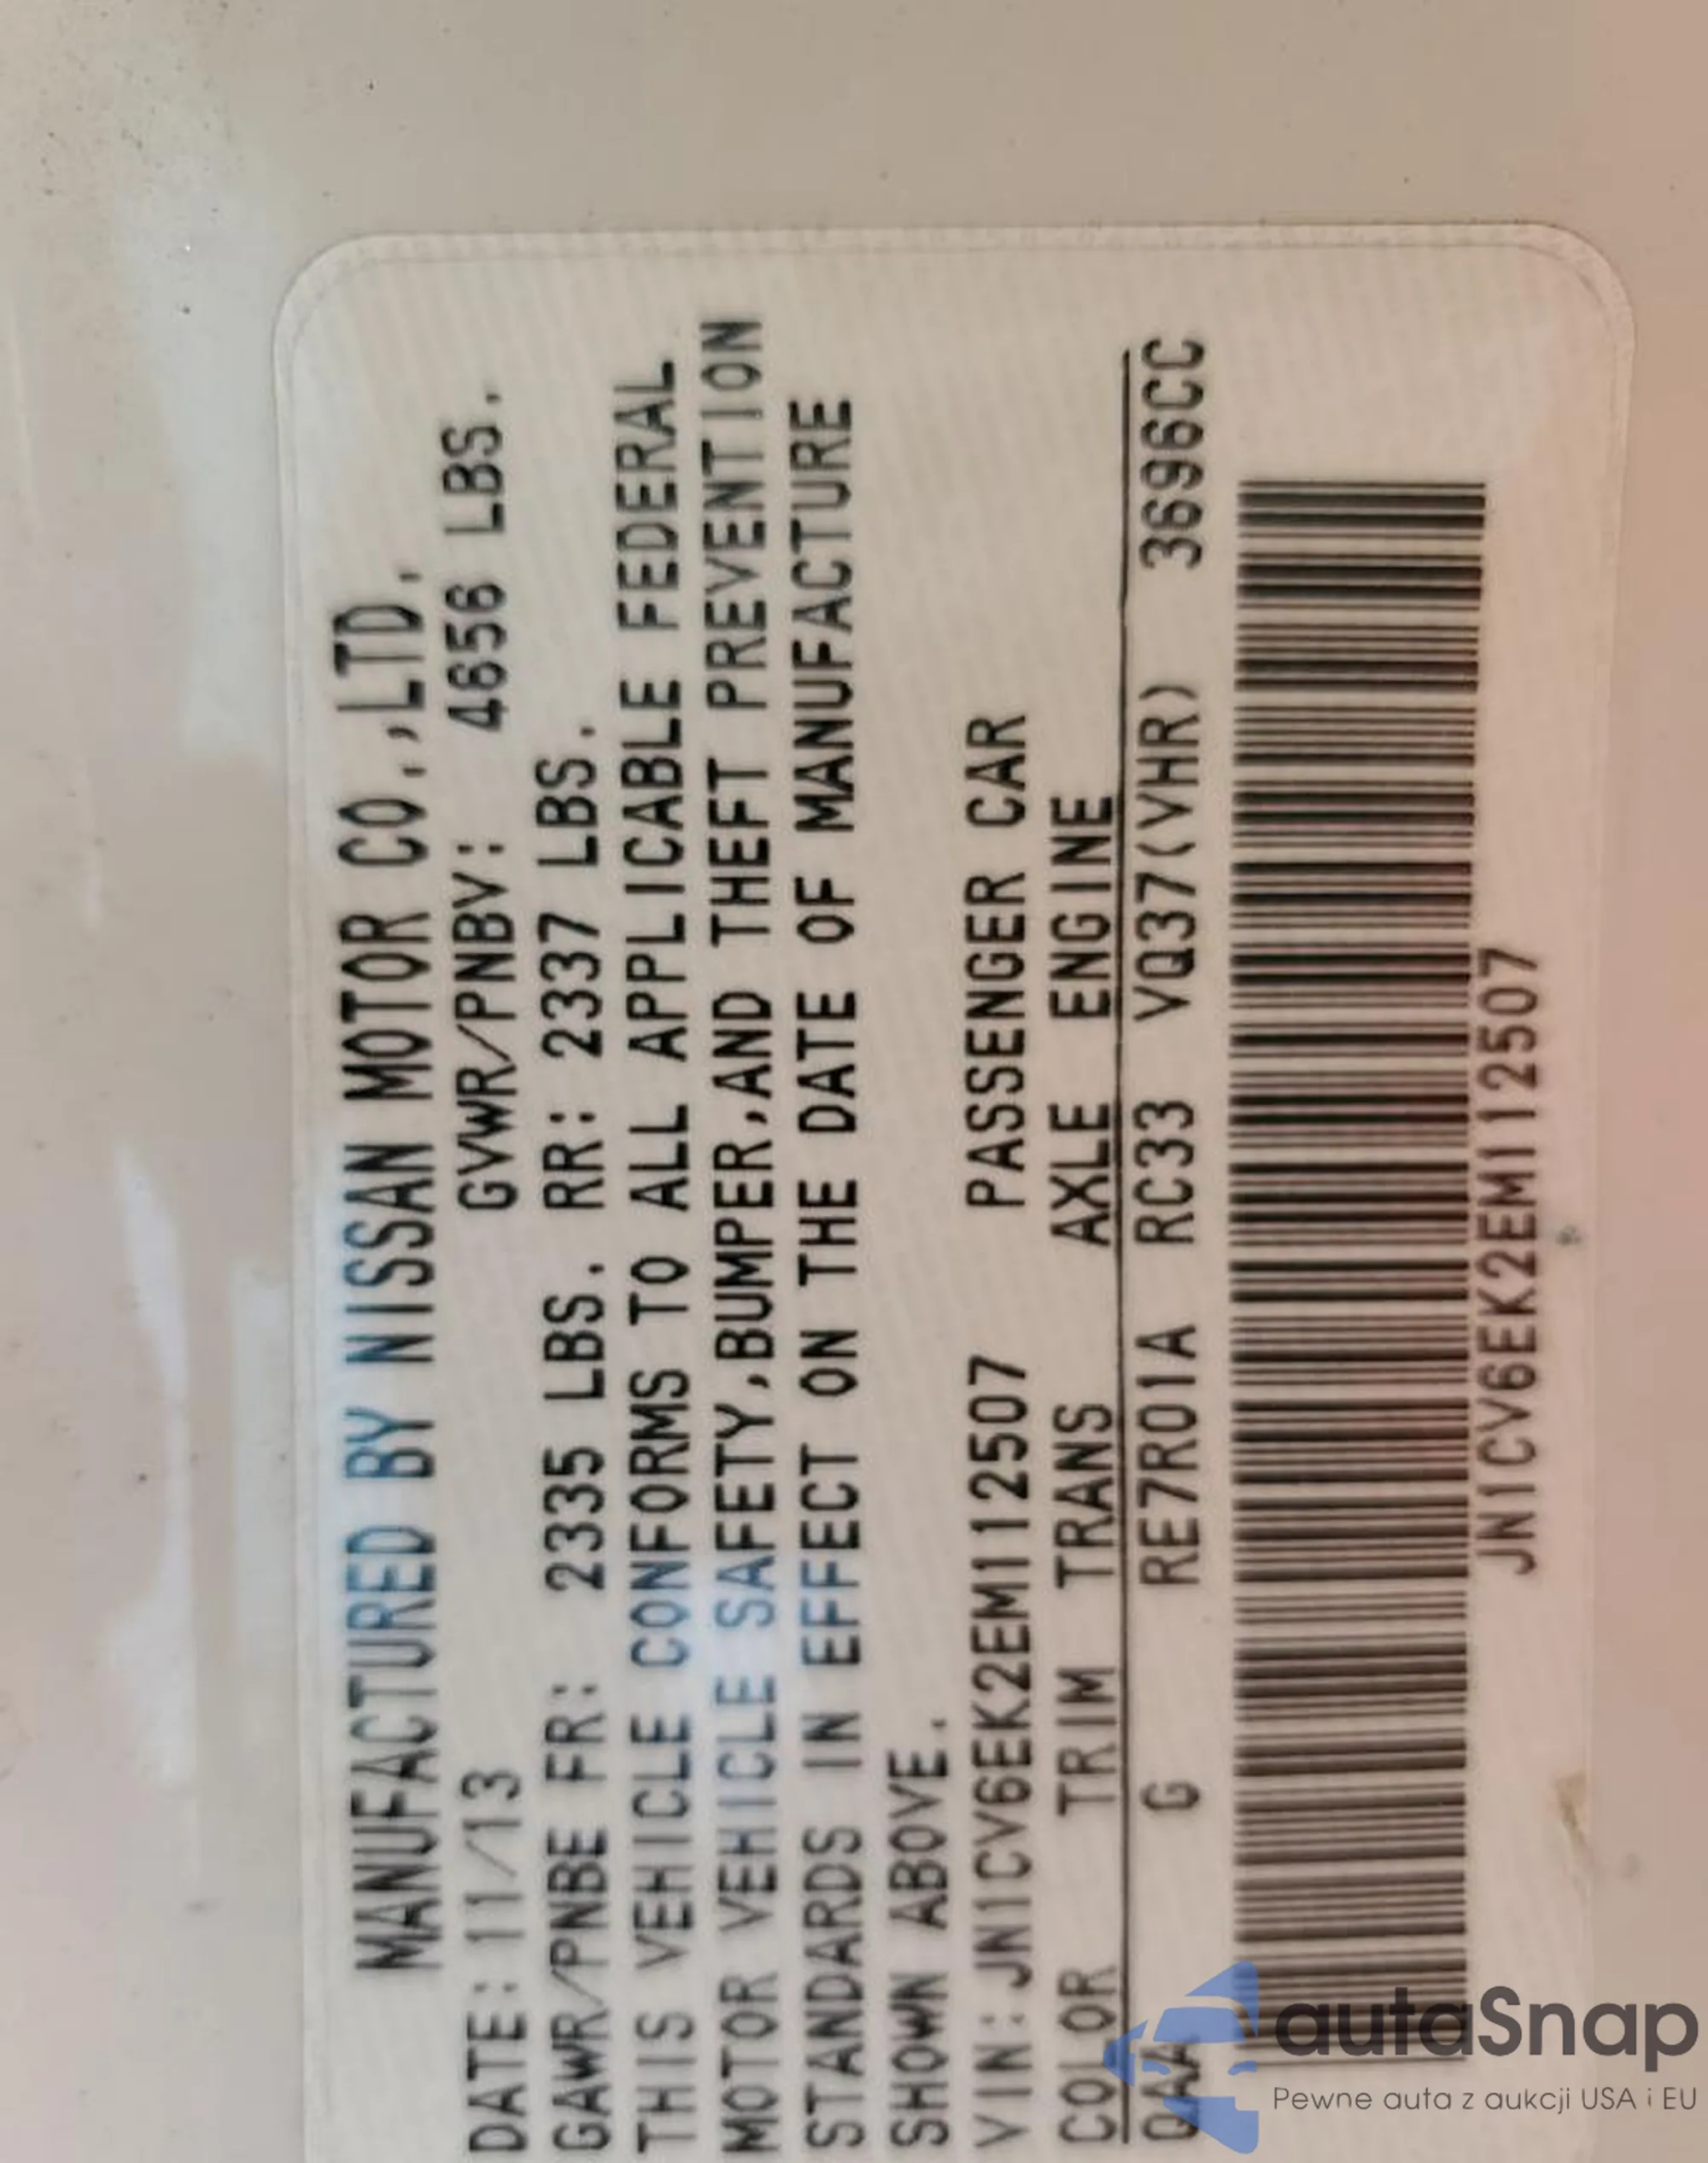 MANUFACTURED BY NISSAN MOTOR CO.,LTD.
DATE: 11/13 GVWR/PNBV: 4656 LBS.
GAWR/PNBE FR: 2335 LBS. RR: 2337 LBS.
THIS VEHICLE CONFORMS TO ALL APPLICABLE FEDERAL
MOTOR VEHICLE SAFETY,BUMPER,AND THEFT PREVENTION
STANDARDS IN EFFECT ON THE DATE OF MANUFACTURE
SHOWN ABOVE.
VIN: JN1CV6EK2EM112507 PASSENGER CAR
COLOR TRIM TRANS AXLE ENGINE
QAA G RE7R01A RC33 VQ37(VHR) 3696CC
JN1CV6EK2EM112507
autaSnap
Pewne auta z aukcji USA i EU